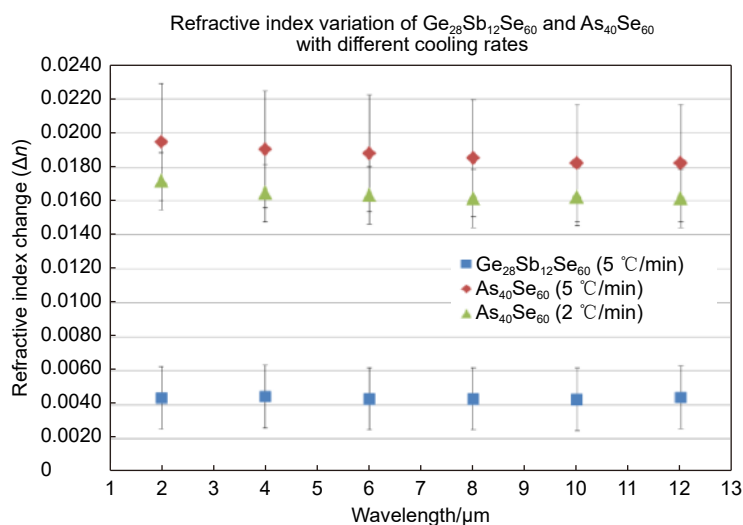 Refractive index variation of Ge₂₈Sb₁₂Se₆₀ and As₄₀Se₆₀
with different cooling rates
Refractive index change (Δn)
0.0240
0.0220
0.0200
0.0180
0.0160
0.0140
0.0120
0.0100
0.0080
0.0060
0.0040
0.0020
0
Ge₂₈Sb₁₂Se₆₀ (5 ℃/min)
As₄₀Se₆₀ (5 ℃/min)
As₄₀Se₆₀ (2 ℃/min)
1 2 3 4 5 6 7 8 9 10 11 12 13
Wavelength/μm